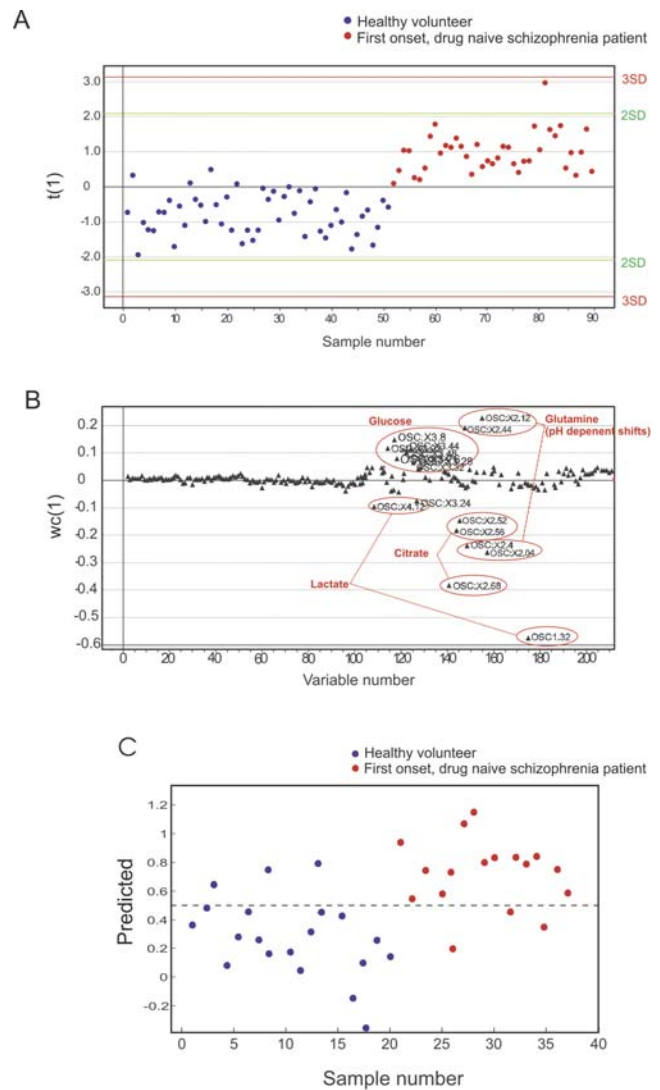 A
Healthy volunteer
First onset, drug naive schizophrenia patient
3.0
2.0
1.0
0
-1.0
-2.0
-3.0
t(1)
3SD
2SD
2SD
3SD
0 10 20 30 40 50 60 70 80 90
Sample number
B
0.2
0.1
0
-0.1
-0.2
-0.3
-0.4
-0.5
-0.6
wc(1)
Glucose
OSC:X2.12
OSC:X2.44
Glutamine
(pH depenent shifts)
OSC:X3.8
OSC:X4.12
OSC:X3.24
OSC:X2.52
OSC:X2.56
OSC:X2.4
OSC:X2.04
Citrate
OSC:X2.68
Lactate
OSC1.32
0 20 40 60 80 100 120 140 160 180 200
Variable number
C
Healthy volunteer
First onset, drug naive schizophrenia patient
1.2
1.0
0.8
0.6
0.4
0.2
0
-0.2
Predicted
0 5 10 15 20 25 30 35 40
Sample number